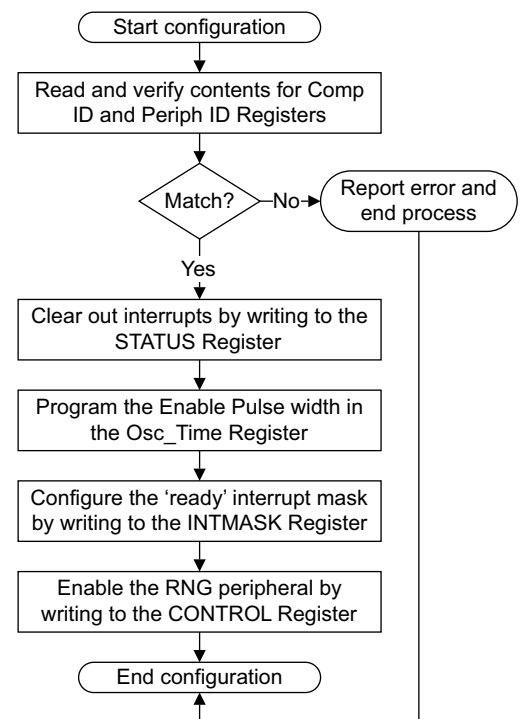 Start configuration
Read and verify contents for Comp
ID and Periph ID Registers
Match?
No
Report error and
end process
Yes
Clear out interrupts by writing to the
STATUS Register
Program the Enable Pulse width in
the Osc_Time Register
Configure the ‘ready’ interrupt mask
by writing to the INTMASK Register
Enable the RNG peripheral by
writing to the CONTROL Register
End configuration